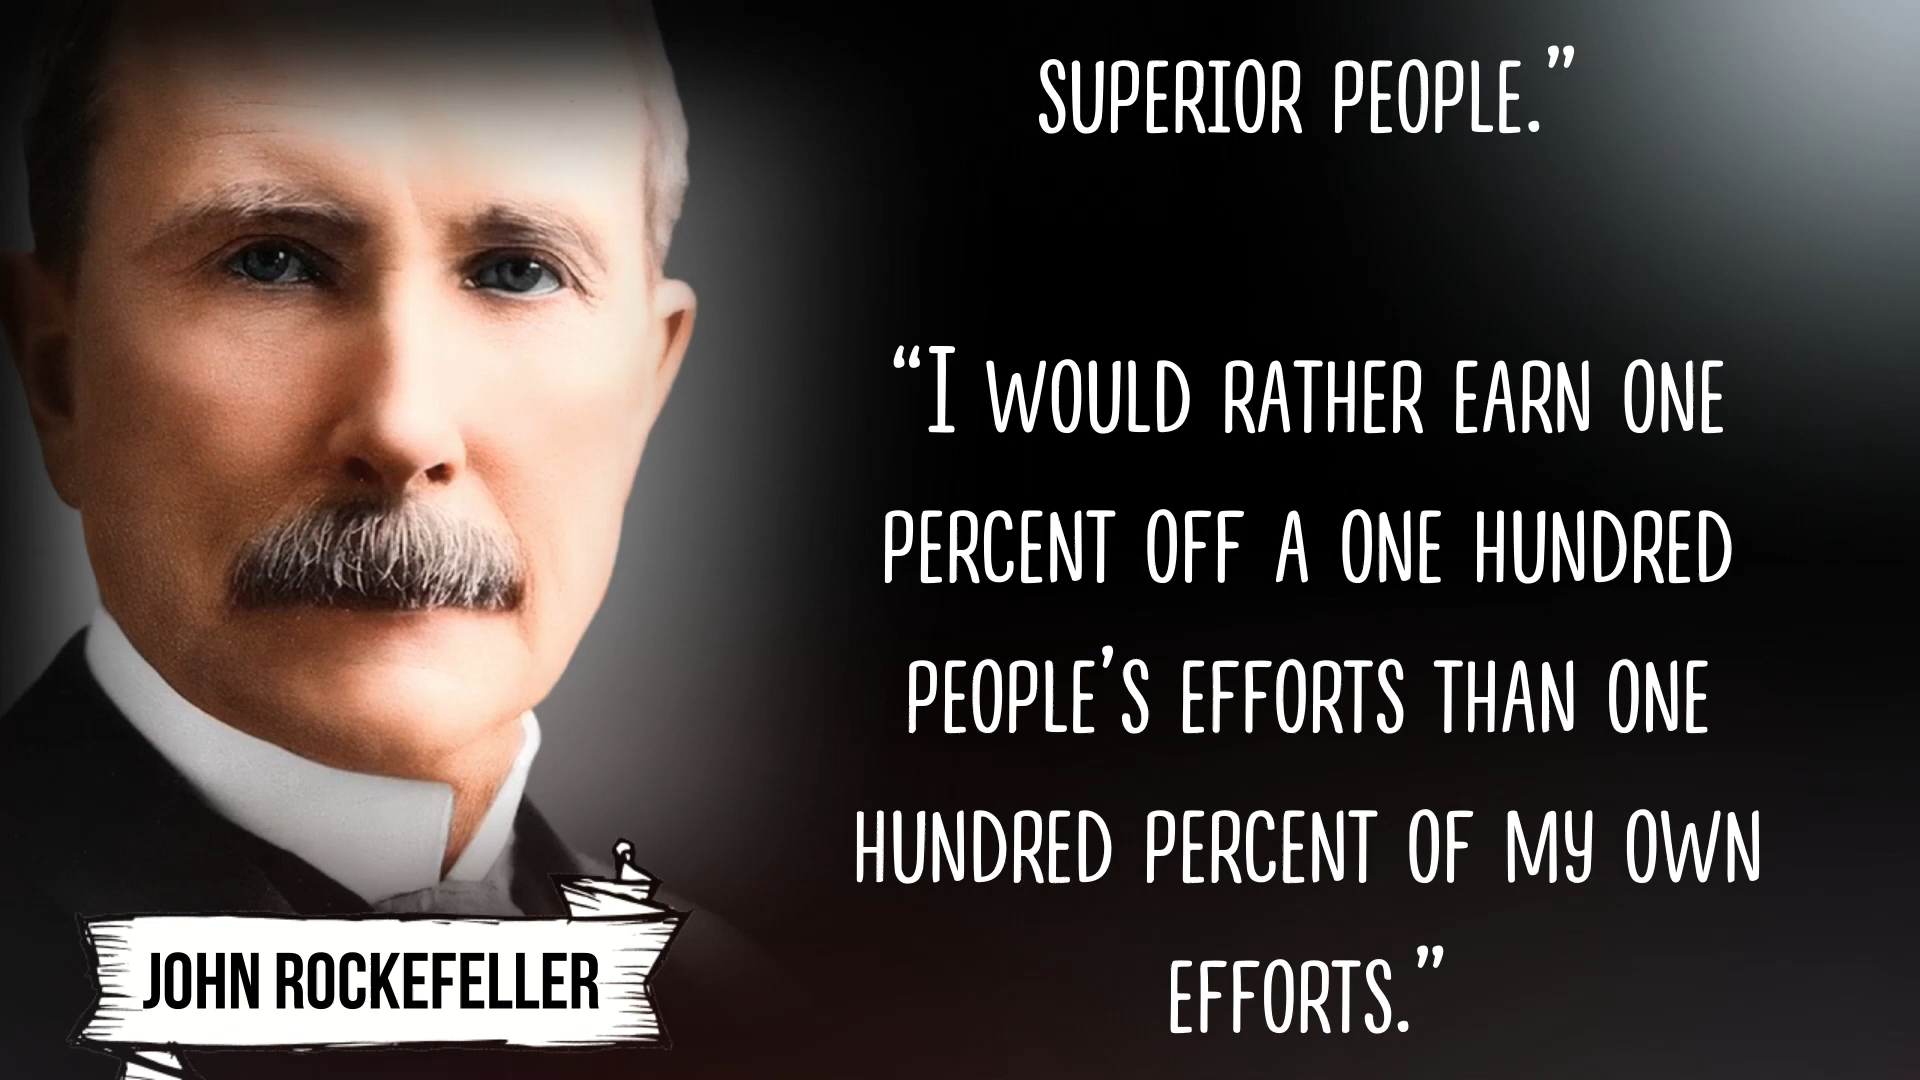 SUPERIOR PEOPLE.”
“I WOULD RATHER EARN ONE
PERCENT OFF A ONE HUNDRED
PEOPLE’S EFFORTS THAN ONE
HUNDRED PERCENT OF MY OWN
EFFORTS.”
JOHN ROCKEFELLER